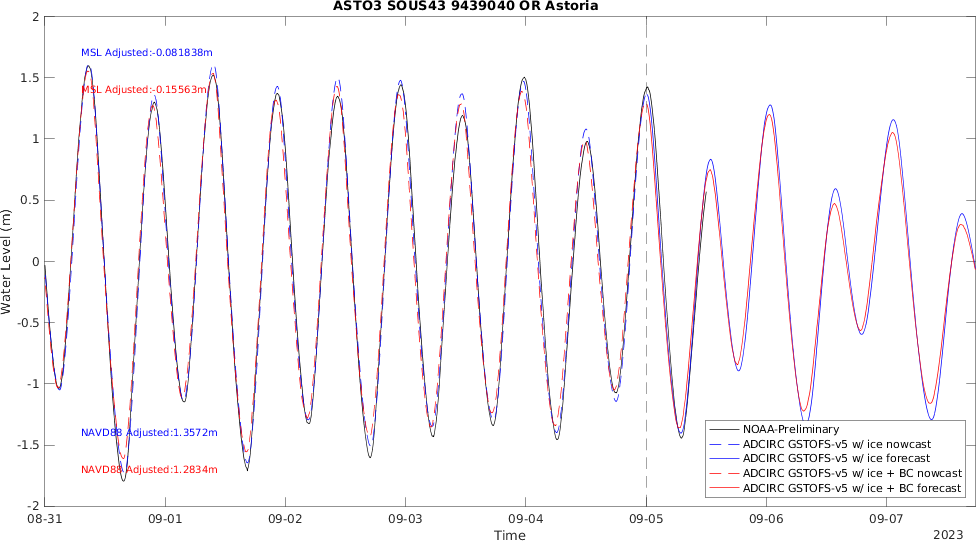 ASTO3 SOUS43 9439040 OR Astoria
2
1.5
1
0.5
0
-0.5
-1
-1.5
-2
Water Level (m)
MSL Adjusted:-0.081838m
MSL Adjusted:-0.15563m
NAVD88 Adjusted:1.3572m
NAVD88 Adjusted:1.2834m
NOAA-Preliminary
ADCIRC GSTOFS-v5 w/ ice nowcast
ADCIRC GSTOFS-v5 w/ ice forecast
ADCIRC GSTOFS-v5 w/ ice + BC nowcast
ADCIRC GSTOFS-v5 w/ ice + BC forecast
08-31 09-01 09-02 09-03 09-04 09-05 09-06 09-07
Time
2023